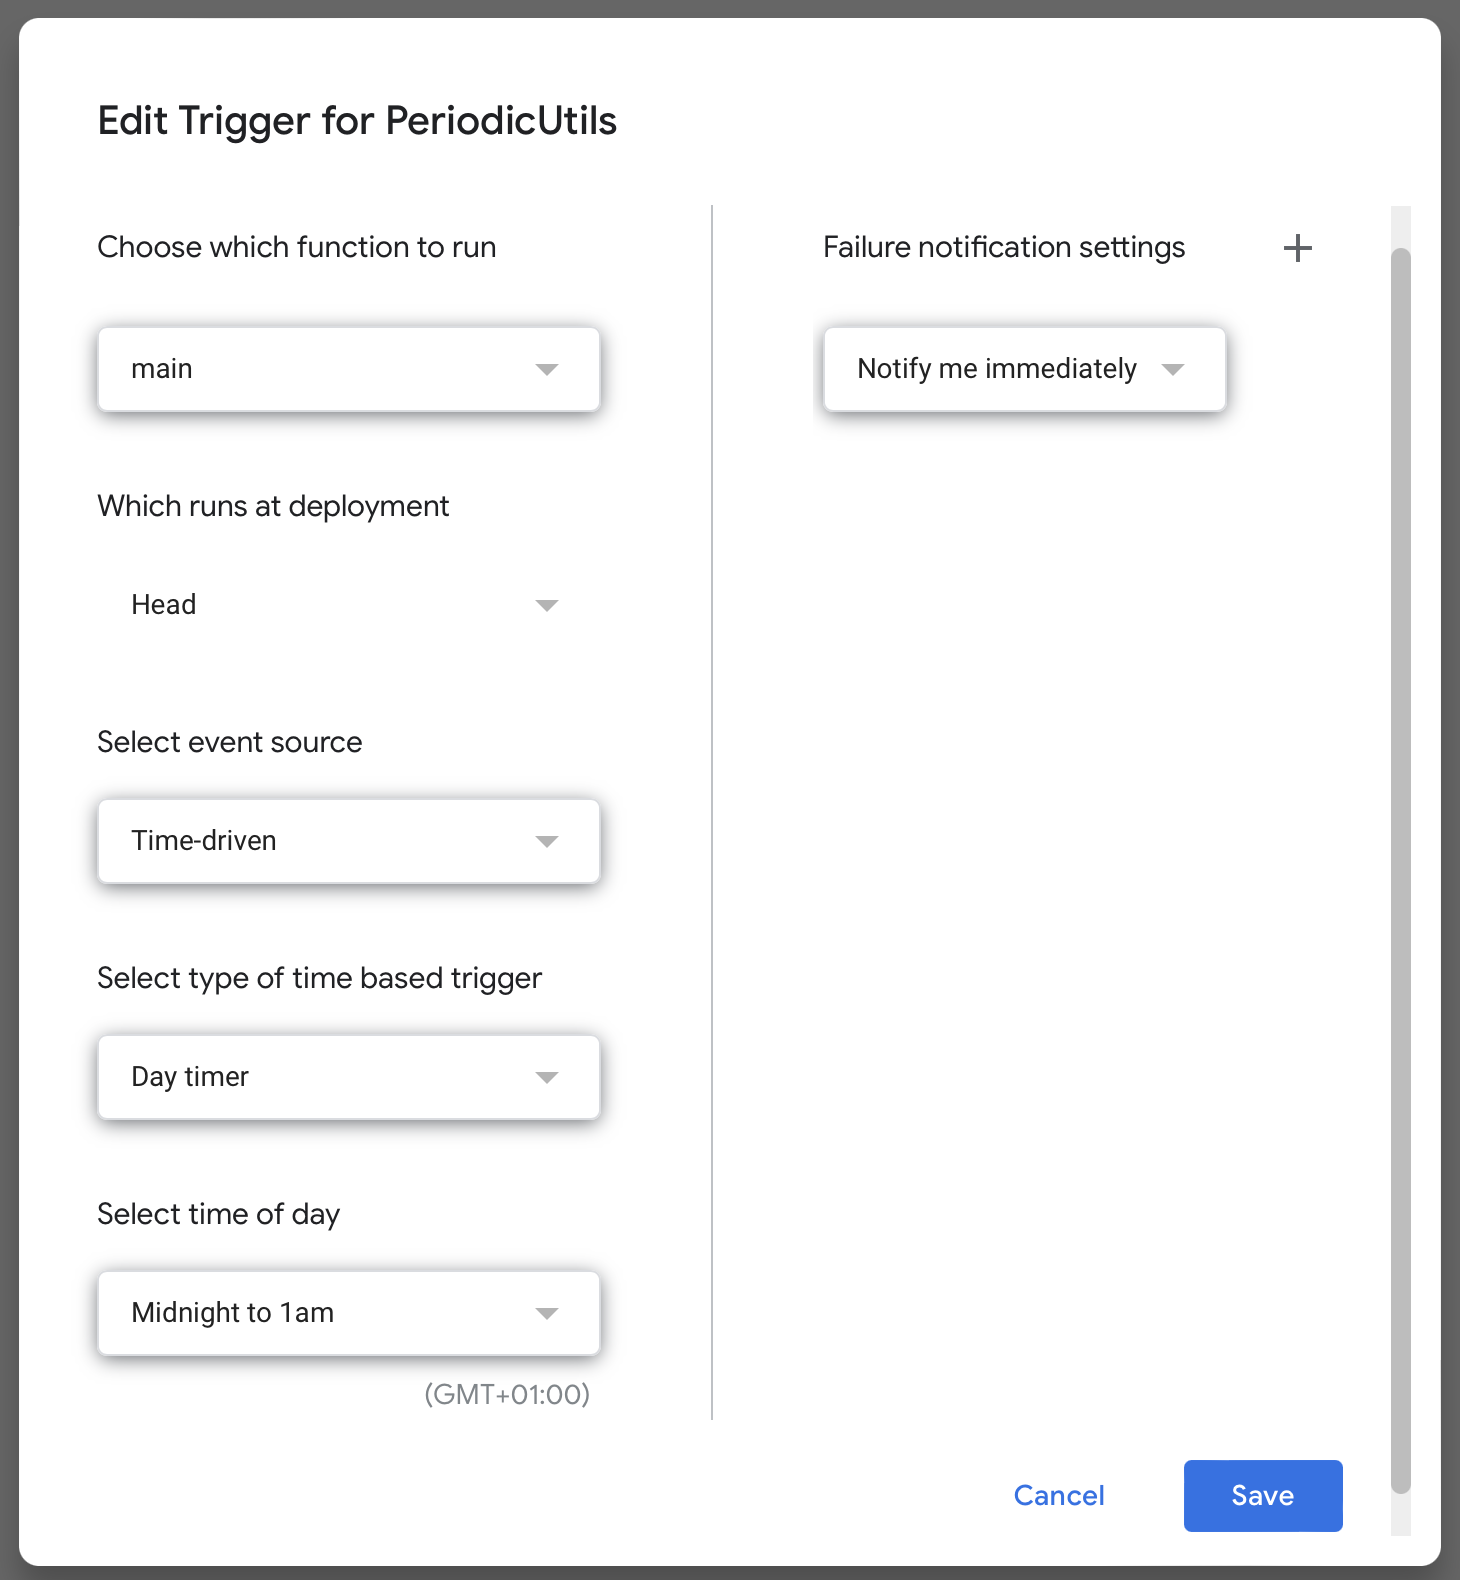 Edit Trigger for PeriodicUtils
Choose which function to run
main
Which runs at deployment
Head
Select event source
Time-driven
Select type of time based trigger
Day timer
Select time of day
Midnight to 1am
(GMT+01:00)
Failure notification settings
Notify me immediately
Cancel
Save